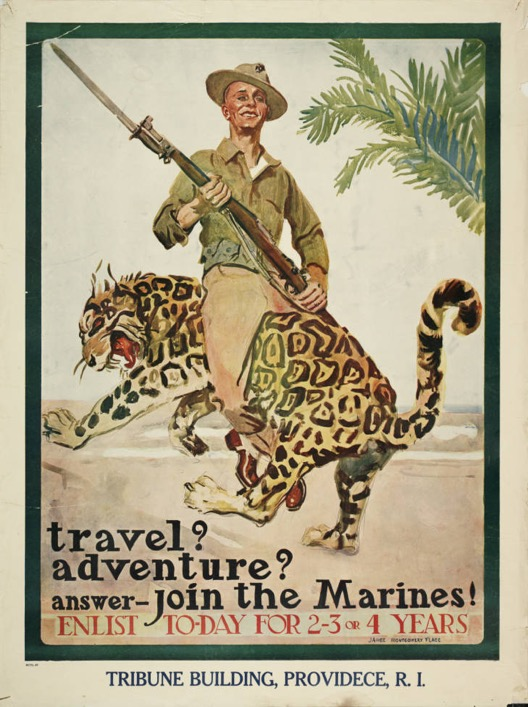 travel?
adventure?
answer–join the Marines!
ENLIST TO-DAY FOR 2-3 OR 4 YEARS
JAMES MONTGOMERY FLAGG
TRIBUNE BUILDING, PROVIDECE, R. I.